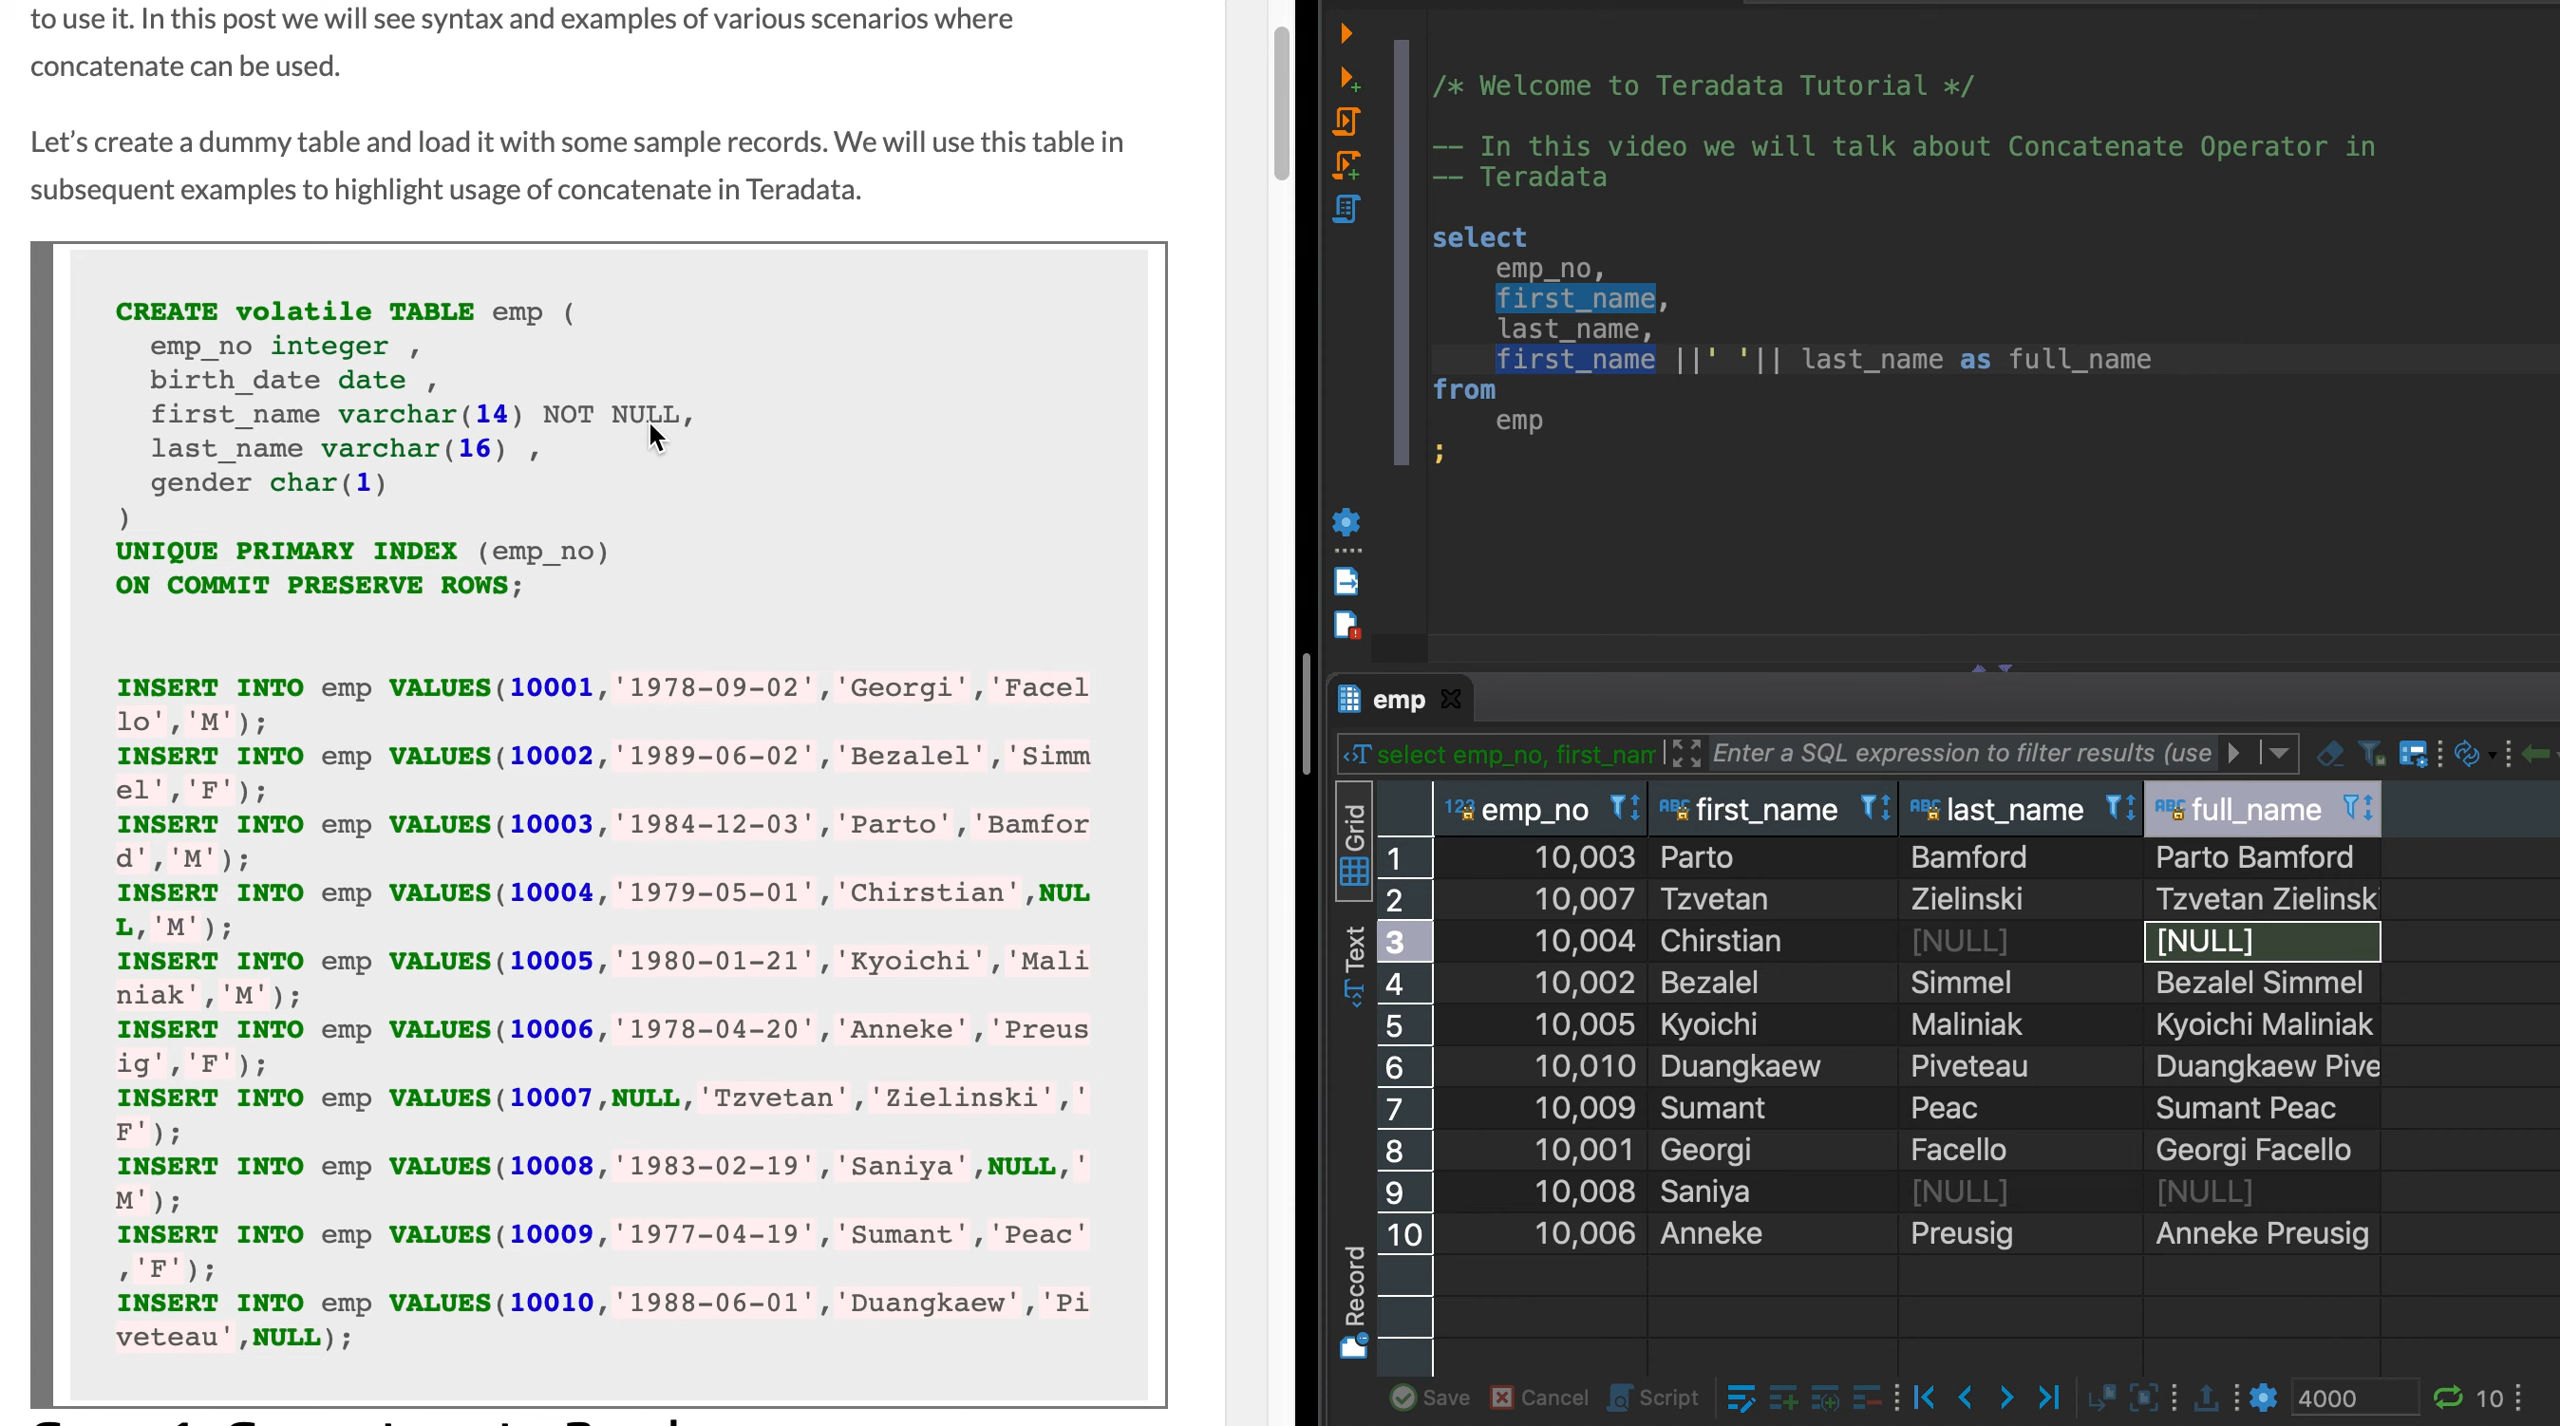 to use it. In this post we will see syntax and examples of various scenarios where
concatenate can be used.
Let’s create a dummy table and load it with some sample records. We will use this table in
subsequent examples to highlight usage of concatenate in Teradata.
CREATE volatile TABLE emp (
emp_no integer ,
birth_date date ,
first_name varchar(14) NOT NULL,
last_name varchar(16) ,
gender char(1)
)
UNIQUE PRIMARY INDEX (emp_no)
ON COMMIT PRESERVE ROWS;
INSERT INTO emp VALUES(10001,'1978-09-02','Georgi','Facel
lo','M');
INSERT INTO emp VALUES(10002,'1989-06-02','Bezalel','Simm
el','F');
INSERT INTO emp VALUES(10003,'1984-12-03','Parto','Bamfor
d','M');
INSERT INTO emp VALUES(10004,'1979-05-01','Chirstian',NUL
L,'M');
INSERT INTO emp VALUES(10005,'1980-01-21','Kyoichi','Mali
niak','M');
INSERT INTO emp VALUES(10006,'1978-04-20','Anneke','Preus
ig','F');
INSERT INTO emp VALUES(10007,NULL,'Tzvetan','Zielinski','
F');
INSERT INTO emp VALUES(10008,'1983-02-19','Saniya',NULL,'
M');
INSERT INTO emp VALUES(10009,'1977-04-19','Sumant','Peac'
,'F');
INSERT INTO emp VALUES(10010,'1988-06-01','Duangkaew','Pi
veteau',NULL);
/* Welcome to Teradata Tutorial */
-- In this video we will talk about Concatenate Operator in
-- Teradata
select
emp_no,
first_name,
last_name,
first_name ||' '|| last_name as full_name
from
emp
;
emp
select emp_no, first_nam Enter a SQL expression to filter results (use
Grid
Text
Record
emp_no first_name last_name full_name
1 10,003 Parto Bamford Parto Bamford
2 10,007 Tzvetan Zielinski Tzvetan Zielinsk
3 10,004 Chirstian [NULL] [NULL]
4 10,002 Bezalel Simmel Bezalel Simmel
5 10,005 Kyoichi Maliniak Kyoichi Maliniak
6 10,010 Duangkaew Piveteau Duangkaew Pive
7 10,009 Sumant Peac Sumant Peac
8 10,001 Georgi Facello Georgi Facello
9 10,008 Saniya [NULL] [NULL]
10 10,006 Anneke Preusig Anneke Preusig
Save Cancel Script 4000 10